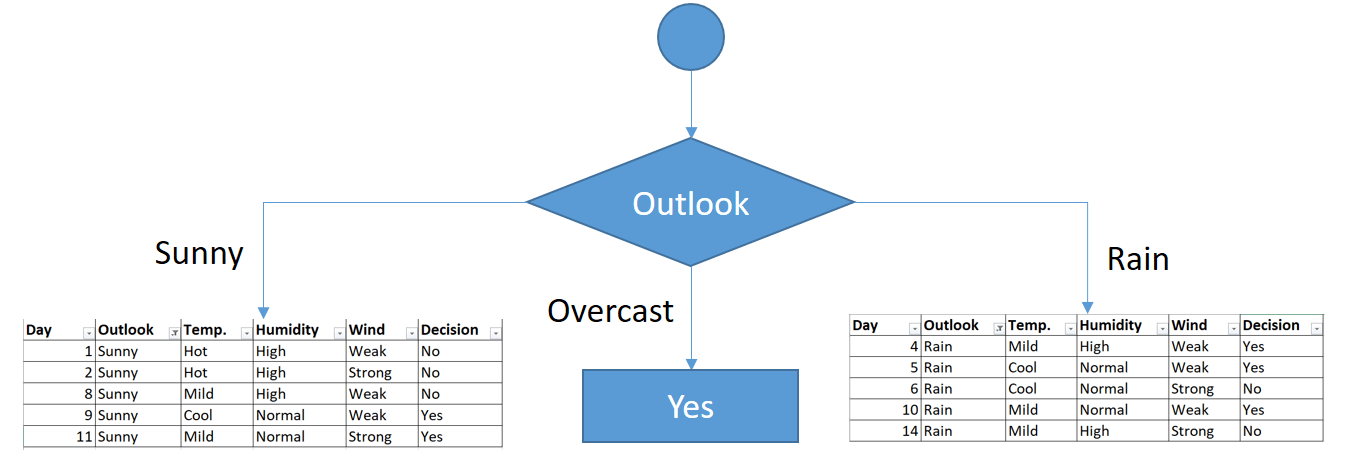 Outlook
Sunny
Overcast
Rain
Day Outlook Temp. Humidity Wind Decision
1 Sunny Hot High Weak No
2 Sunny Hot High Strong No
8 Sunny Mild High Weak No
9 Sunny Cool Normal Weak Yes
11 Sunny Mild Normal Strong Yes
Yes
Day Outlook Temp. Humidity Wind Decision
4 Rain Mild High Weak Yes
5 Rain Cool Normal Weak Yes
6 Rain Cool Normal Strong No
10 Rain Mild Normal Weak Yes
14 Rain Mild High Strong No